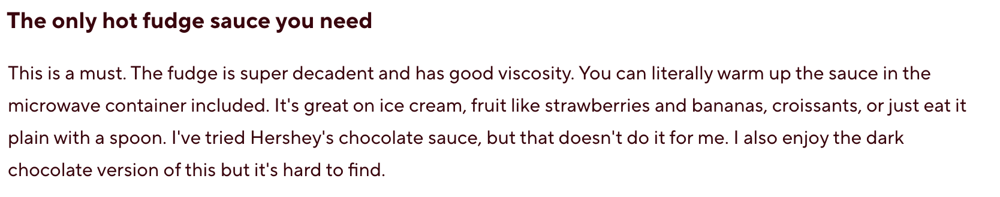 The only hot fudge sauce you need
This is a must. The fudge is super decadent and has good viscosity. You can literally warm up the sauce in the
microwave container included. It's great on ice cream, fruit like strawberries and bananas, croissants, or just eat it
plain with a spoon. I've tried Hershey's chocolate sauce, but that doesn't do it for me. I also enjoy the dark
chocolate version of this but it's hard to find.